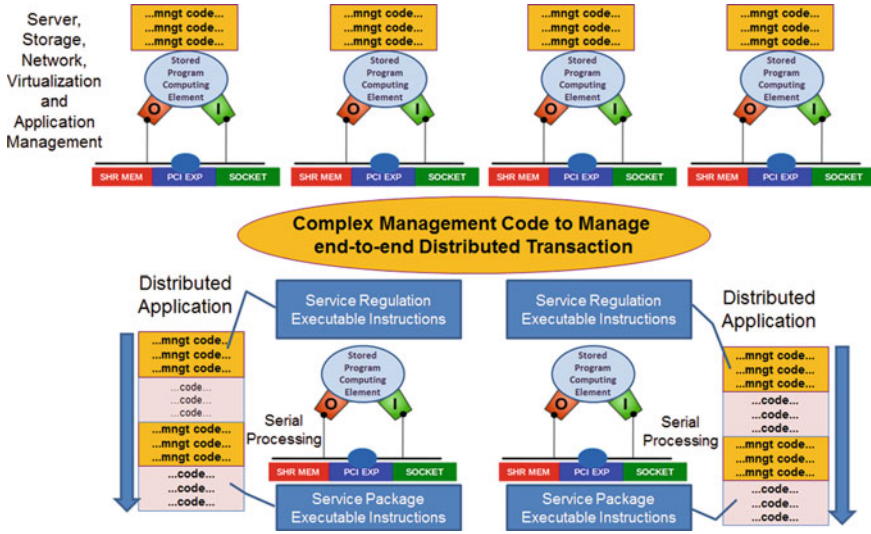 Server,
Storage,
Network,
Virtualization
and
Application
Management
...mngt code...
...mngt code...
...mngt code...
Stored
Program
Computing
Element
O
I
SHR MEM
PCI EXP
SOCKET
...mngt code...
...mngt code...
...mngt code...
Stored
Program
Computing
Element
O
I
SHR MEM
PCI EXP
SOCKET
...mngt code...
...mngt code...
...mngt code...
Stored
Program
Computing
Element
O
I
SHR MEM
PCI EXP
SOCKET
...mngt code...
...mngt code...
...mngt code...
Stored
Program
Computing
Element
O
I
SHR MEM
PCI EXP
SOCKET
Complex Management Code to Manage
end-to-end Distributed Transaction
Distributed
Application
...mngt code...
...mngt code...
...mngt code...
...code...
...code...
...code...
...mngt code...
...mngt code...
...mngt code...
...code...
...code...
...code...
Service Regulation
Executable Instructions
Stored
Program
Computing
Element
O
I
Serial
Processing
SHR MEM
PCI EXP
SOCKET
Service Package
Executable Instructions
Service Regulation
Executable Instructions
Stored
Program
Computing
Element
O
I
Serial
Processing
SHR MEM
PCI EXP
SOCKET
Service Package
Executable Instructions
Distributed
Application
...mngt code...
...mngt code...
...mngt code...
...code...
...code...
...code...
...mngt code...
...mngt code...
...mngt code...
...code...
...code...
...code...